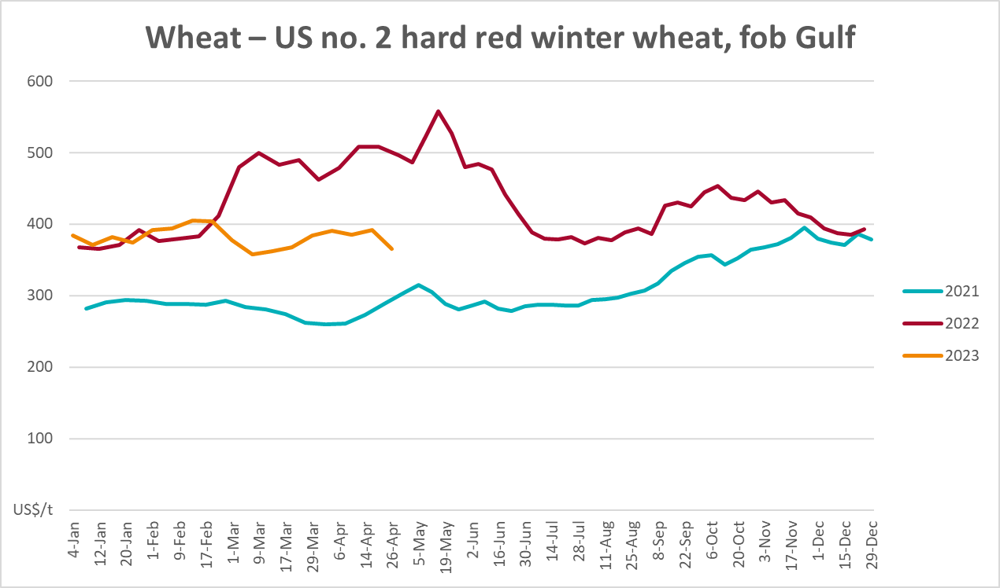 Wheat – US no. 2 hard red winter wheat, fob Gulf
600
500
400
300
200
100
US$/t
2021
2022
2023
4-Jan
12-Jan
20-Jan
1-Feb
9-Feb
17-Feb
1-Mar
9-Mar
17-Mar
29-Mar
6-Apr
14-Apr
26-Apr
5-May
19-May
2-Jun
16-Jun
30-Jun
14-Jul
28-Jul
11-Aug
25-Aug
8-Sep
22-Sep
6-Oct
20-Oct
3-Nov
17-Nov
1-Dec
15-Dec
29-Dec